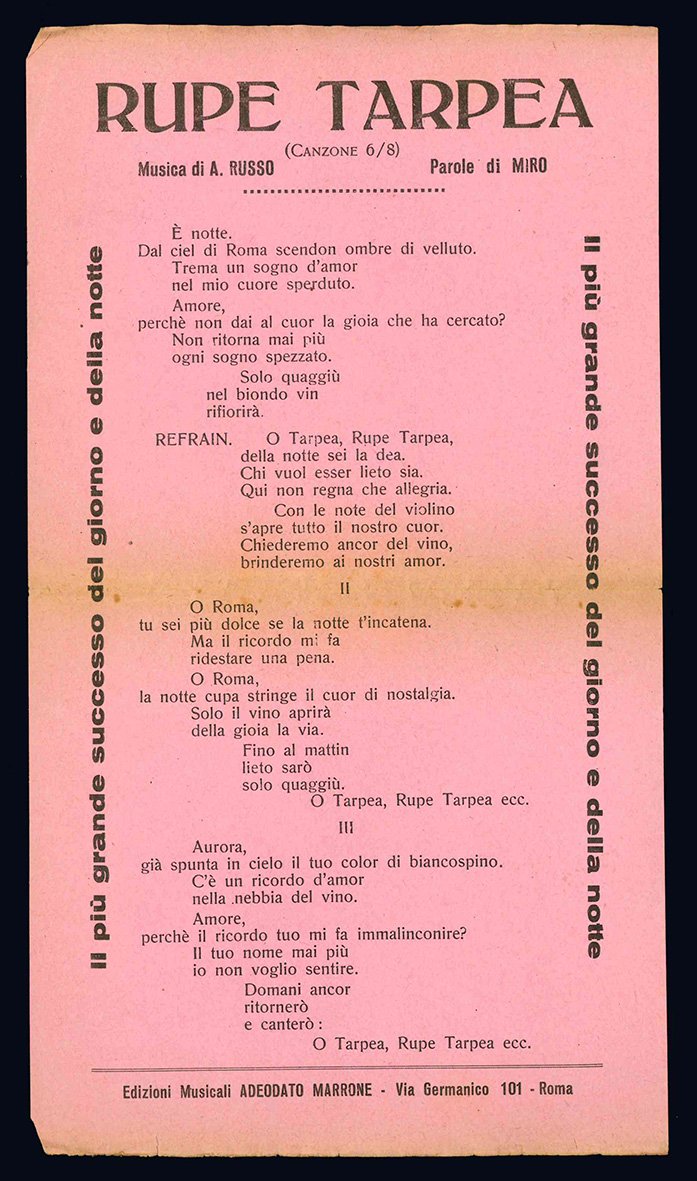 RUPE TARPEA
(CANZONE 6/8)
Musica di A. RUSSO Parole di MIRO
Il più grande successo del giorno e della notte
È notte.
Dal ciel di Roma scendon ombre di velluto.
Trema un sogno d'amor
nel mio cuore sperduto.
Amore,
perchè non dai al cuor la gioia che ha cercato?
Non ritorna mai più
ogni sogno spezzato.
Solo quaggiù
nel biondo vin
rifiorirà.
REFRAIN. O Tarpea, Rupe Tarpea,
della notte sei la dea.
Chi vuol esser lieto sia.
Qui non regna che allegria.
Con le note del violino
s'apre tutto il nostro cuor.
Chiederemo ancor del vino,
brinderemo ai nostri amor.
II
O Roma,
tu sei più dolce se la notte t'incatena.
Ma il ricordo mi fa
ridestare una pena.
O Roma,
la notte cupa stringe il cuor di nostalgia.
Solo il vino aprirà
della gioia la via.
Fino al mattin
lieto sarò
solo quaggiù.
O Tarpea, Rupe Tarpea ecc.
III
Aurora,
già spunta in cielo il tuo color di biancospino.
C'è un ricordo d'amor
nella nebbia del vino.
Amore,
perchè il ricordo tuo mi fa immalinconire?
Il tuo nome mai più
io non voglio sentire.
Domani ancor
ritornerò
e canterò :
O Tarpea, Rupe Tarpea ecc.
Il più grande successo del giorno e della notte
Edizioni Musicali ADEODATO MARRONE - Via Germanico 101 - Roma